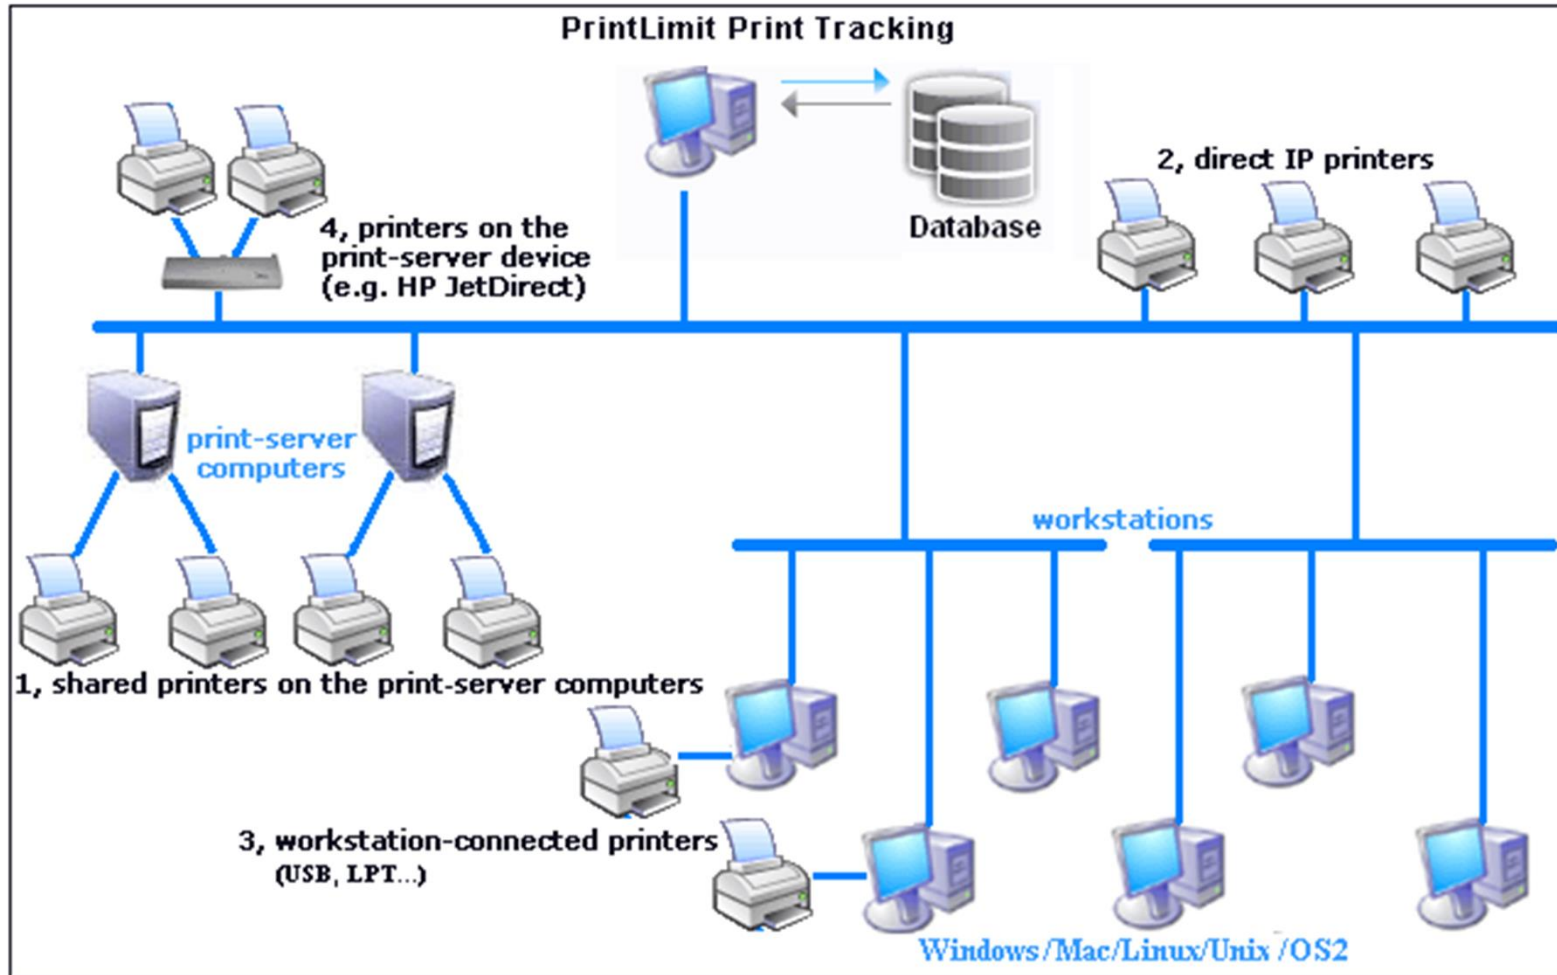 PrintLimit Print Tracking
2, direct IP printers
Database
4, printers on the
print-server device
(e.g. HP JetDirect)
print-server
computers
workstations
1, shared printers on the print-server computers
3, workstation-connected printers
(USB, LPT...)
Windows /Mac/Linux/Unix /OS2